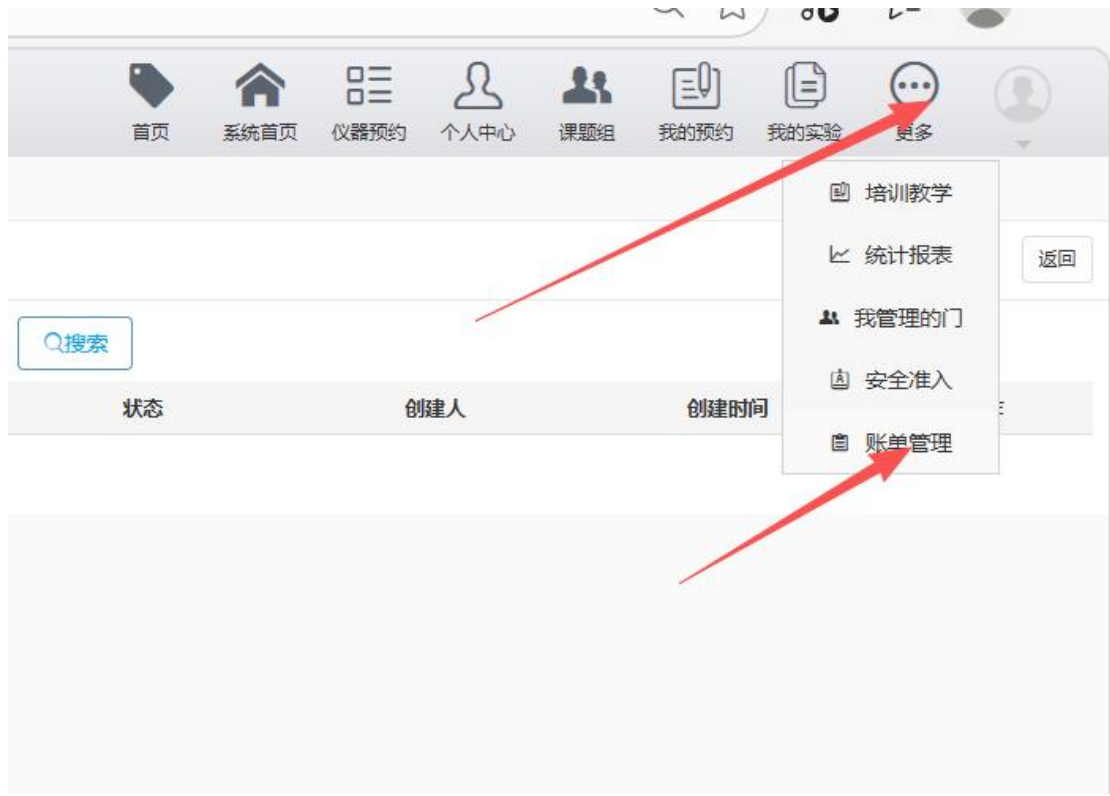 首页 系统首页 仪器预约 个人中心 课题组 我的预约 我的实验 更多
培训教学
统计报表
返回
我管理的门
搜索
安全准入
状态 创建人 创建时间
账单管理